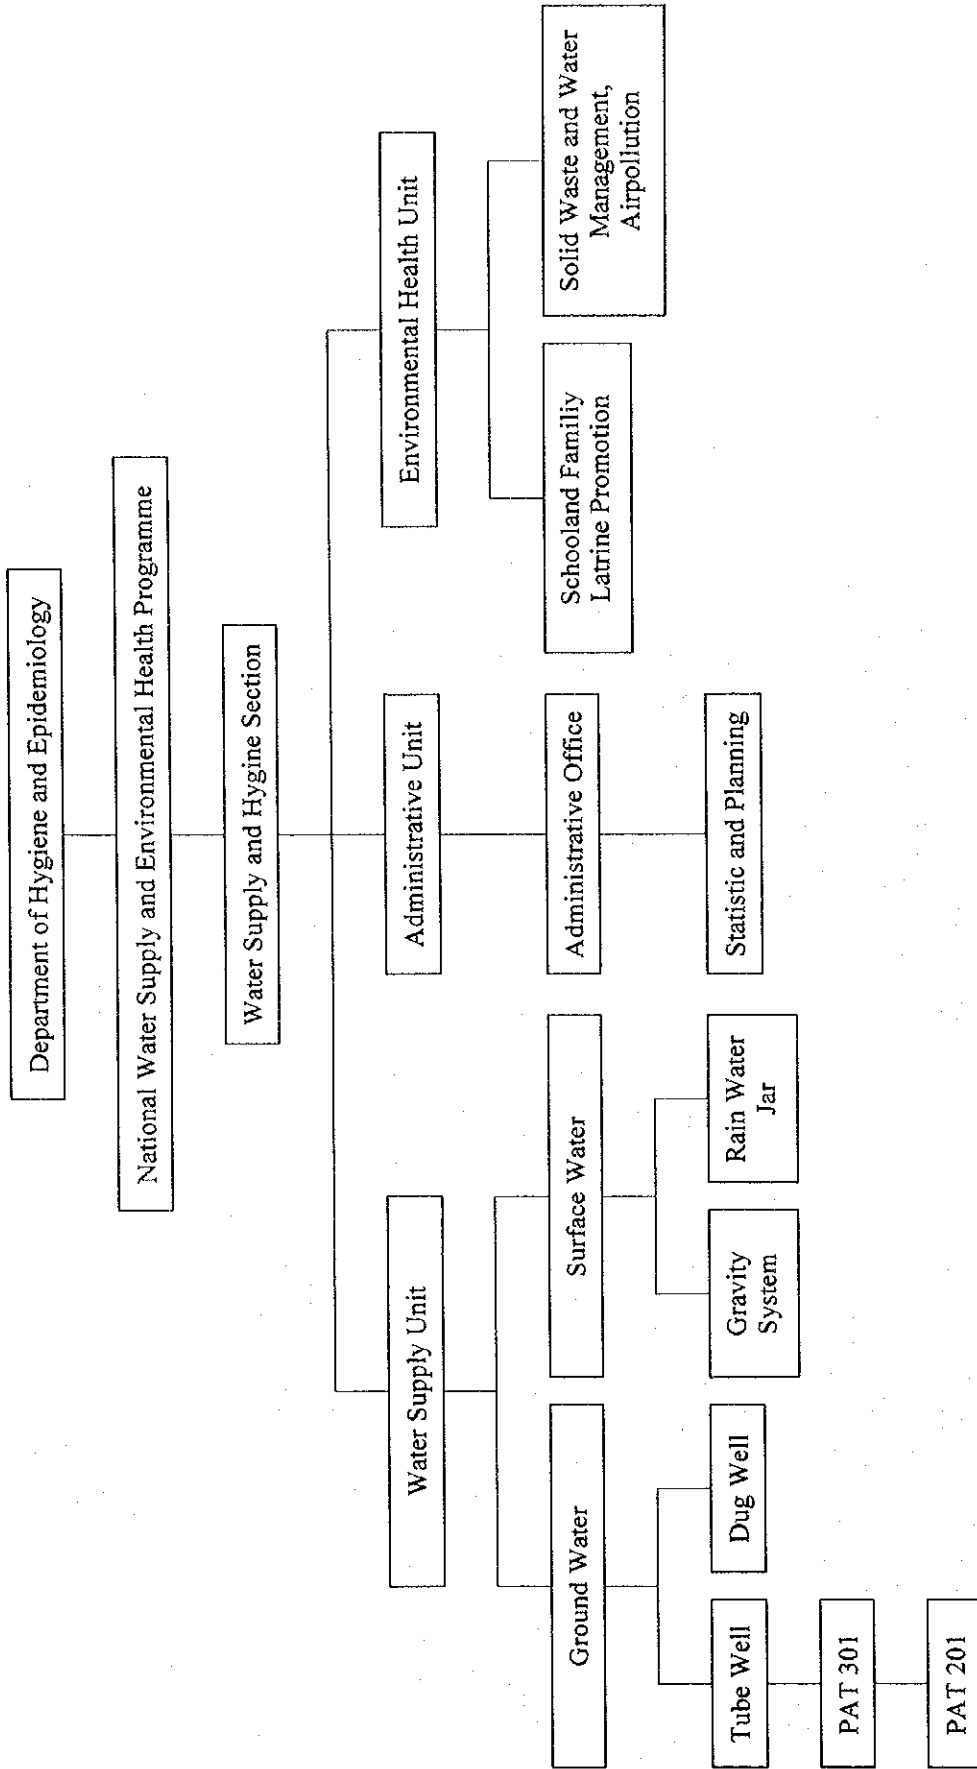 Department of Hygiene and Epidemiology
National Water Supply and Environmental Health Programme
Water Supply and Hygine Section
Water Supply Unit
Administrative Unit
Environmental Health Unit
Ground Water
Surface Water
Administrative Office
Schooland Familiy
Latrine Promotion
Solid Waste and Water
Management,
Airpollution
Tube Well
Dug Well
Gravity
System
Rain Water
Jar
Statistic and Planning
PAT 301
PAT 201